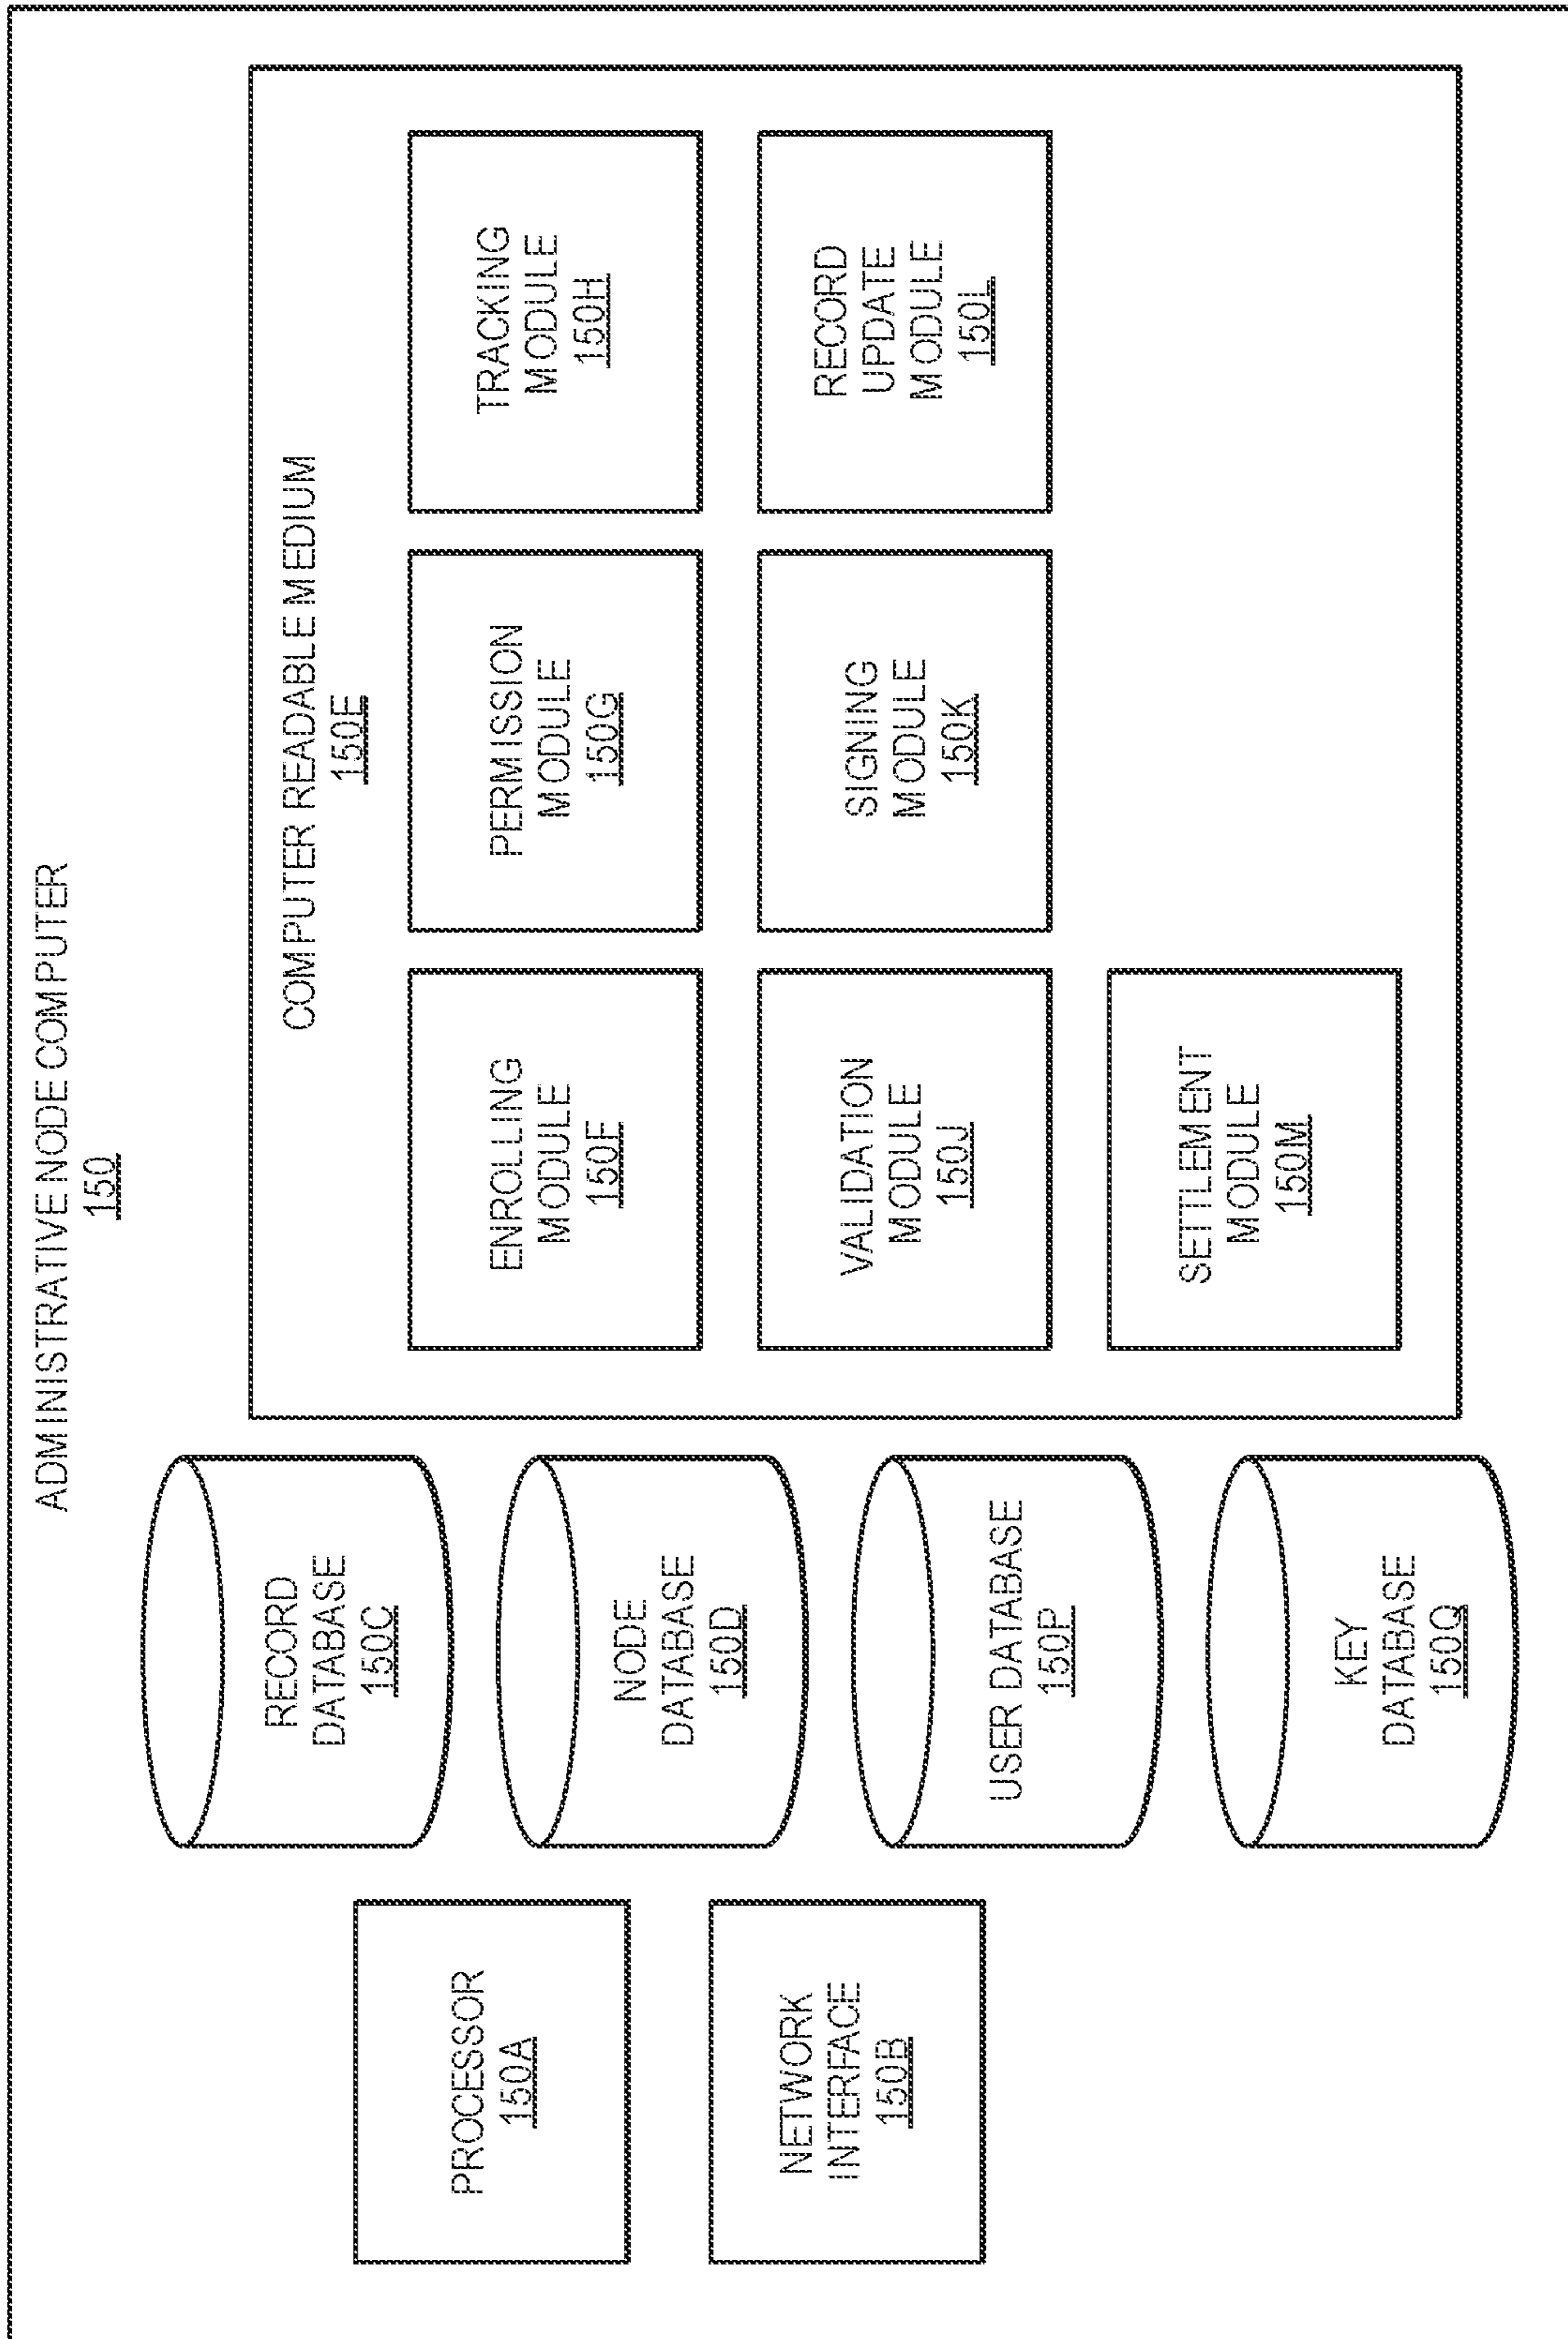 ADMINISTRATIVE NODE COMPUTER
150
PROCESSOR
150A
NETWORK
INTERFACE
150B
RECORD
DATABASE
150C
NODE
DATABASE
150D
USER DATABASE
150P
KEY
DATABASE
150Q
COMPUTER READABLE MEDIUM
150E
ENROLLING
MODULE
150F
PERMISSION
MODULE
150G
TRACKING
MODULE
150H
VALIDATION
MODULE
150J
SIGNING
MODULE
150K
RECORD
UPDATE
MODULE
150L
SETTLEMENT
MODULE
150M